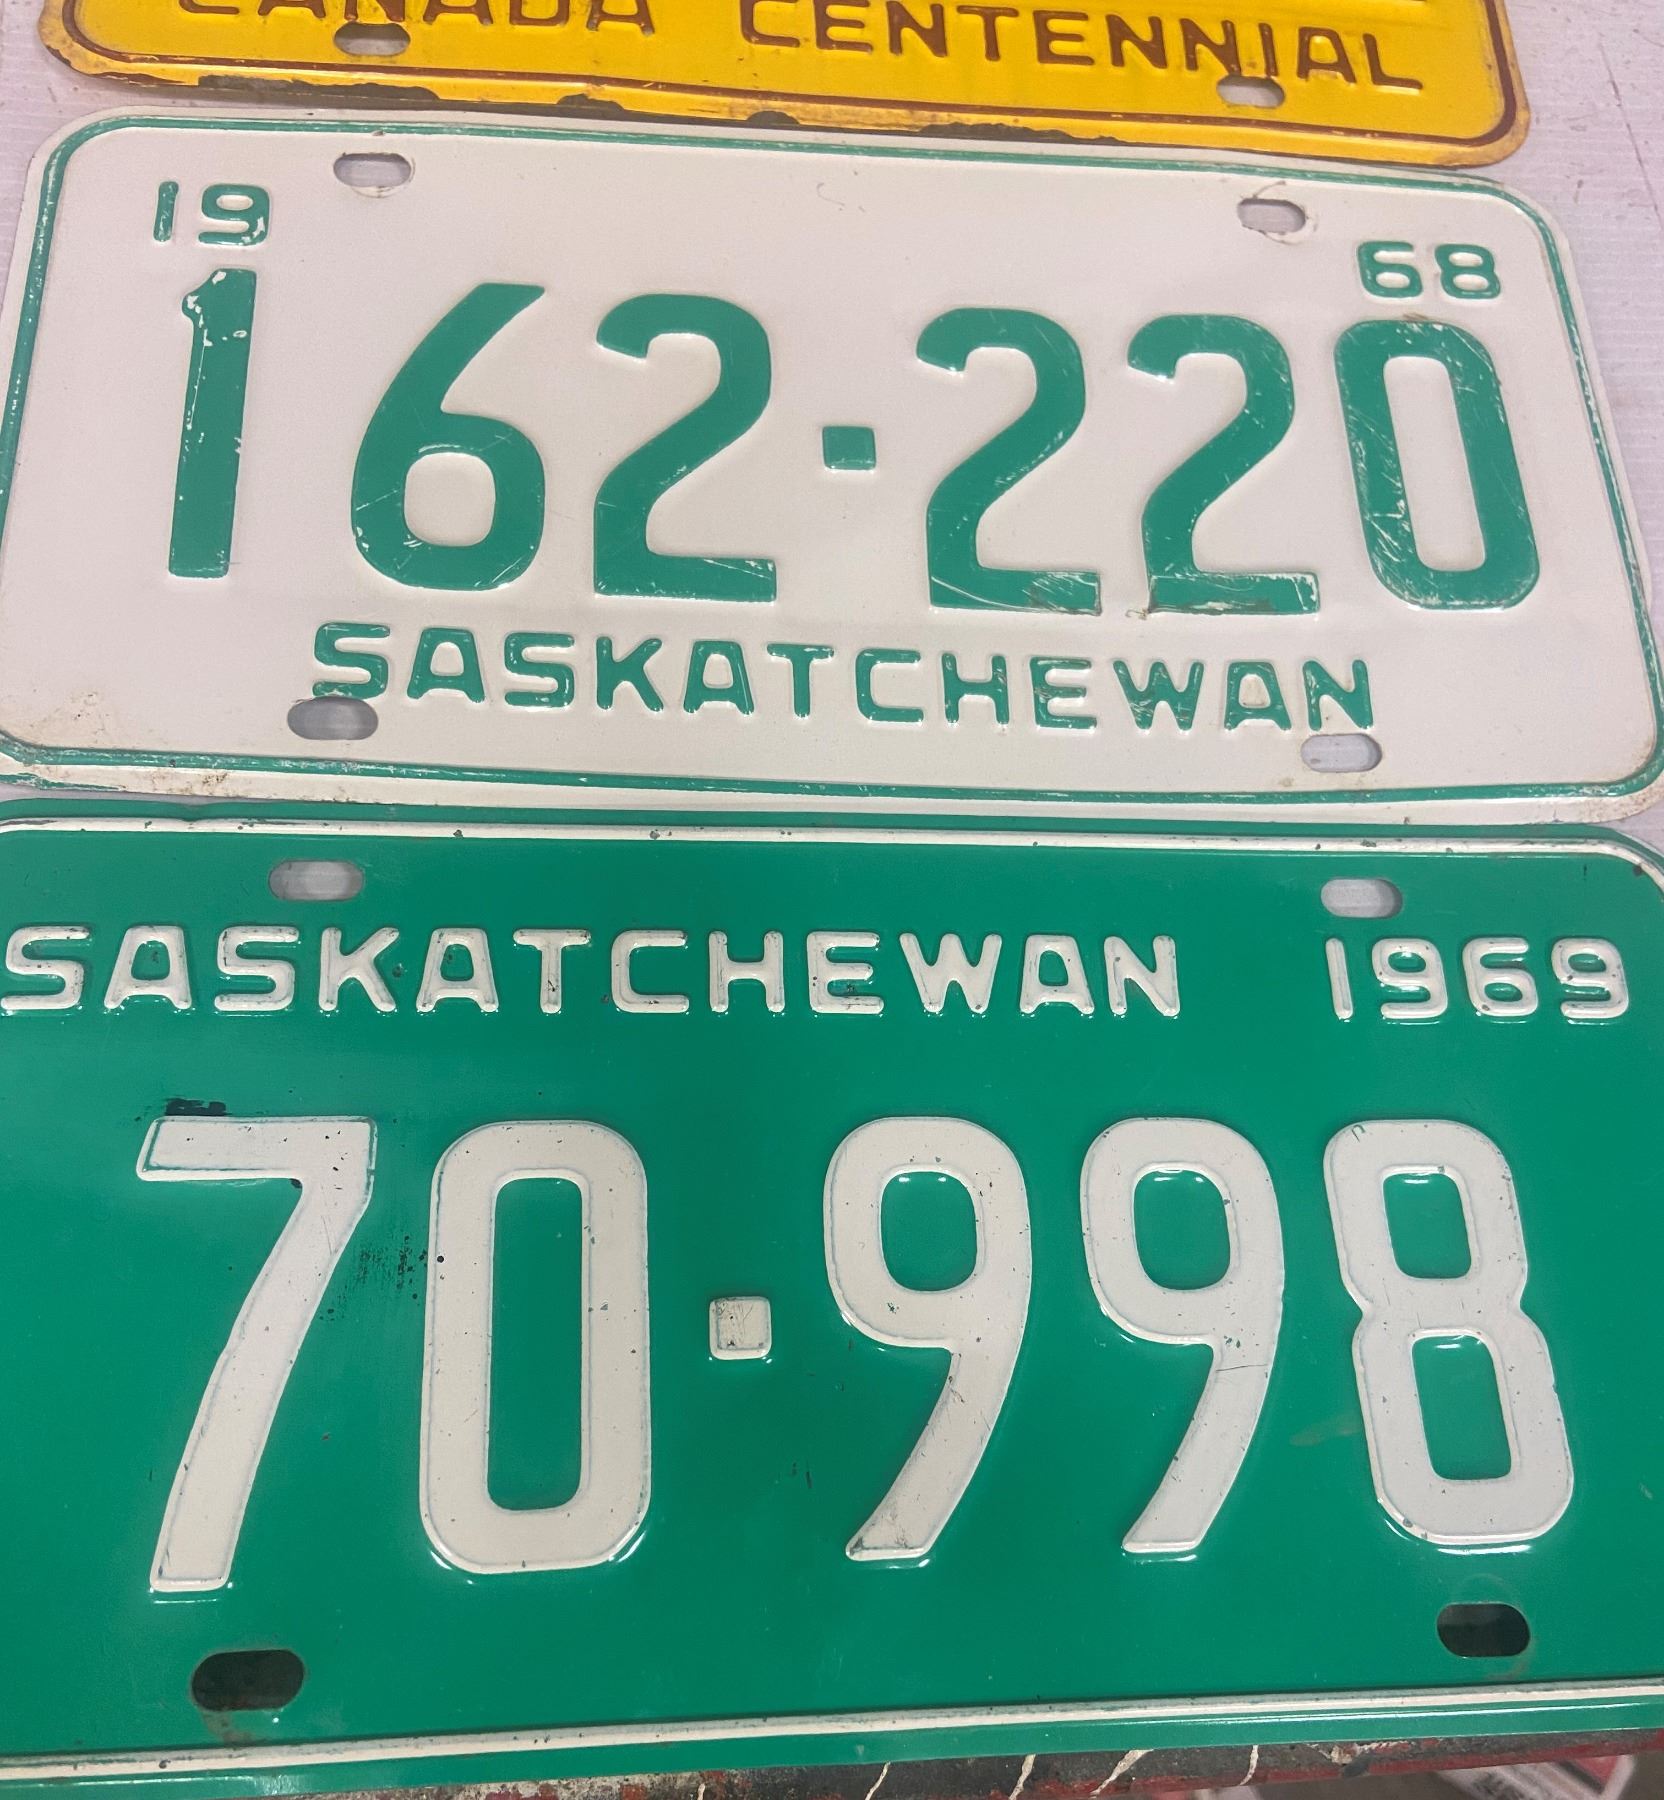 CANADA CENTENNIAL
19 68
162-220
SASKATCHEWAN
SASKATCHEWAN 1969
70-998